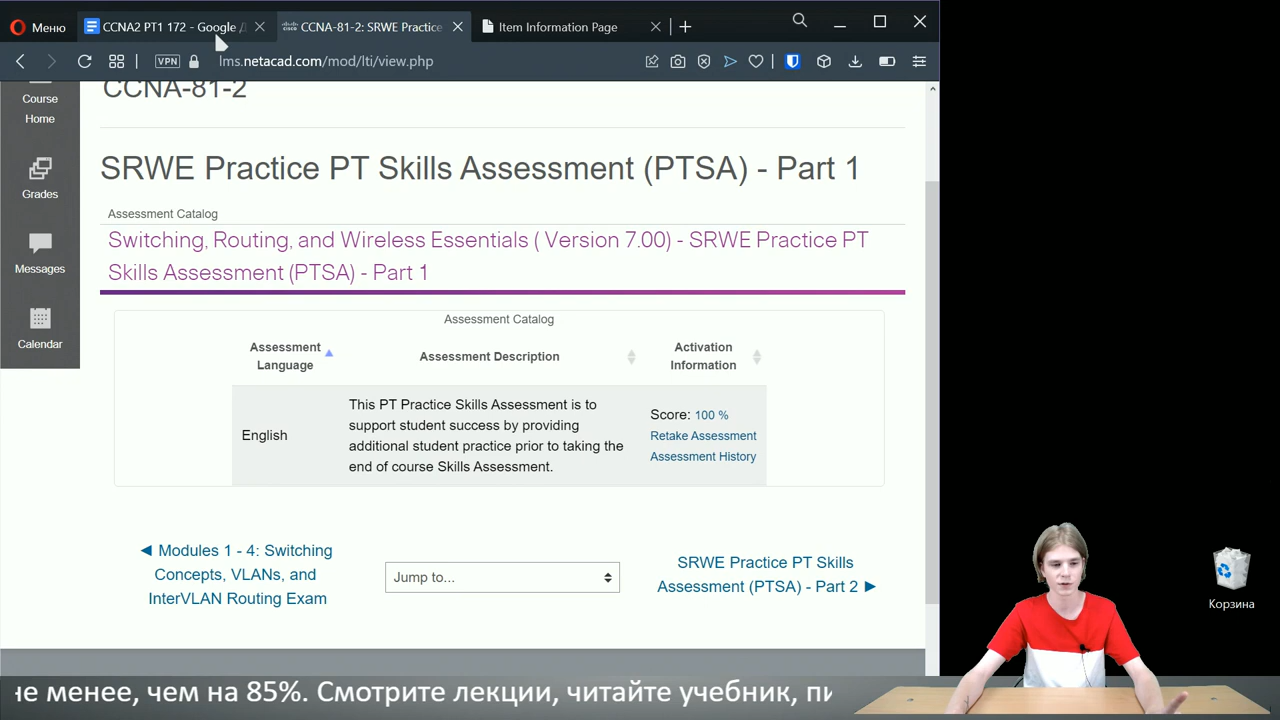 Меню
CCNA2 PT1 172 - Google Д
CCNA-81-2: SRWE Practice
Item Information Page
VPN
lms.netacad.com/mod/lti/view.php
CCNA-81-2
Course
Home
Grades
Messages
Calendar
SRWE Practice PT Skills Assessment (PTSA) - Part 1
Assessment Catalog
Switching, Routing, and Wireless Essentials ( Version 7.00) - SRWE Practice PT
Skills Assessment (PTSA) - Part 1
Assessment Catalog
Assessment
Language
Assessment Description
Activation
Information
English
This PT Practice Skills Assessment is to
support student success by providing
additional student practice prior to taking the
end of course Skills Assessment.
Score: 100 %
Retake Assessment
Assessment History
◀ Modules 1 - 4: Switching
Concepts, VLANs, and
InterVLAN Routing Exam
Jump to...
SRWE Practice PT Skills
Assessment (PTSA) - Part 2 ▶
Корзина
не менее, чем на 85%. Смотрите лекции, читайте учебник, пи